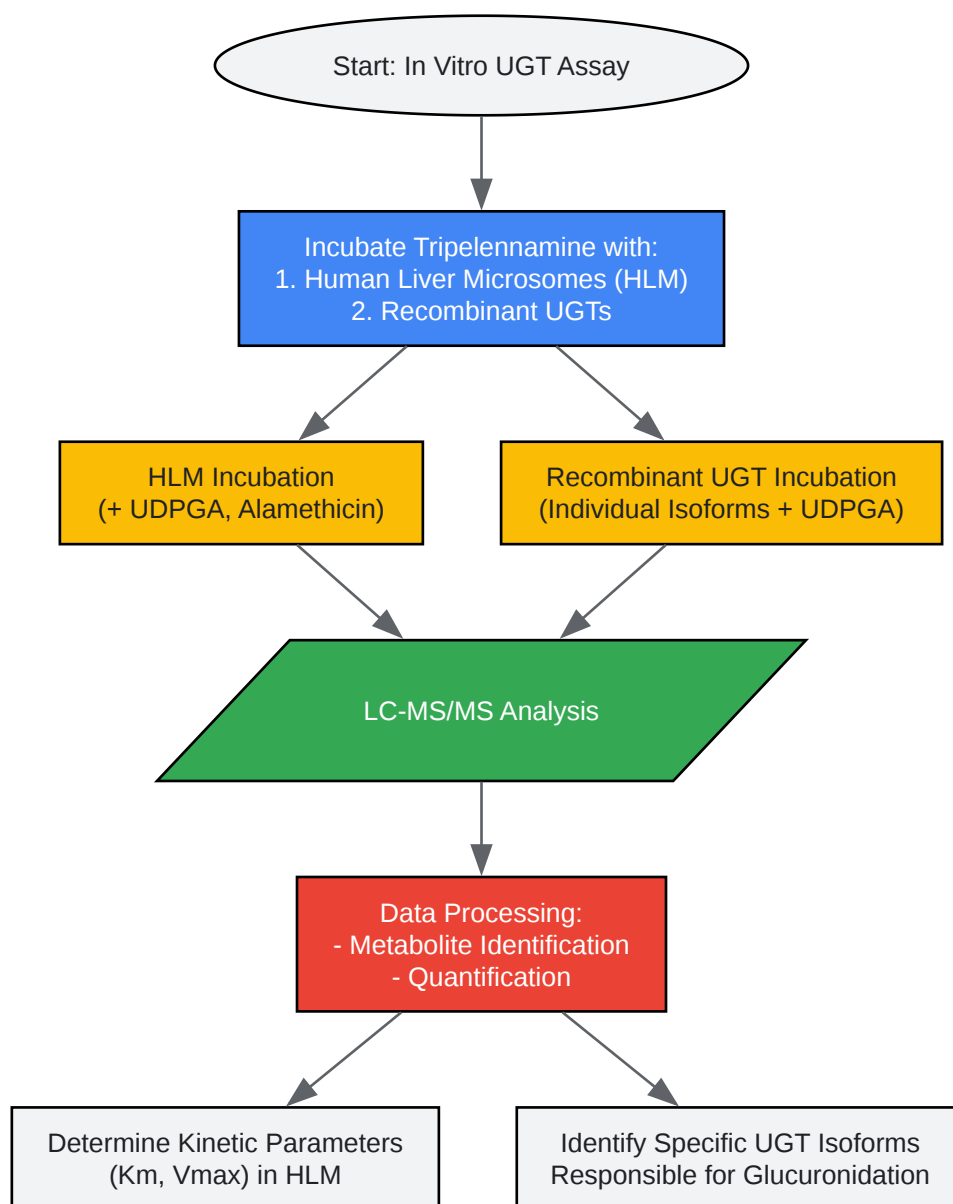 Start: In Vitro UGT Assay
Incubate Tripelennamine with:
1. Human Liver Microsomes (HLM)
2. Recombinant UGTs
HLM Incubation
(+ UDPGA, Alamethicin)
Recombinant UGT Incubation
(Individual Isoforms + UDPGA)
LC-MS/MS Analysis
Data Processing:
- Metabolite Identification
- Quantification
Determine Kinetic Parameters
(Km, Vmax) in HLM
Identify Specific UGT Isoforms
Responsible for Glucuronidation